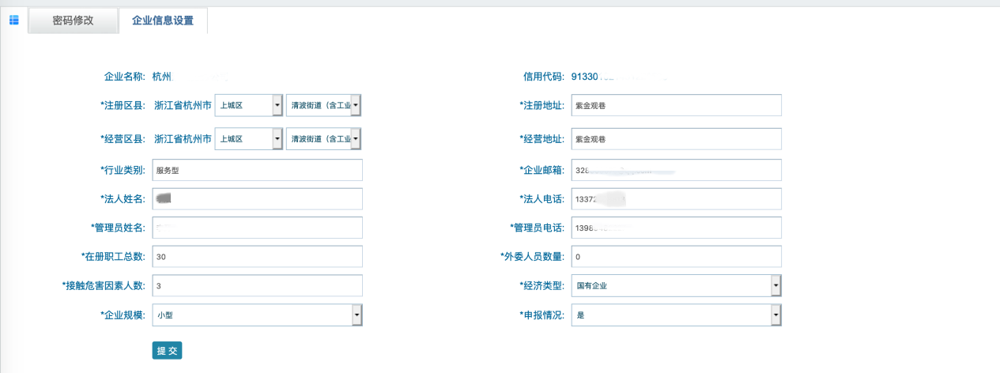 密码修改 企业信息设置
企业名称: 杭州 信用代码: 91330
*注册区县: 浙江省杭州市 上城区 清波街道（含工业 *注册地址: 紫金观巷
*经营区县: 浙江省杭州市 上城区 清波街道（含工业 *经营地址: 紫金观巷
*行业类别: 服务型 *企业邮箱: 328
*法人姓名: *法人电话: 1337
*管理员姓名: *管理员电话: 1398
*在册职工总数: 30 *外委人员数量: 0
*接触危害因素人数: 3 *经济类型: 国有企业
*企业规模: 小型 *申报情况: 是
提交